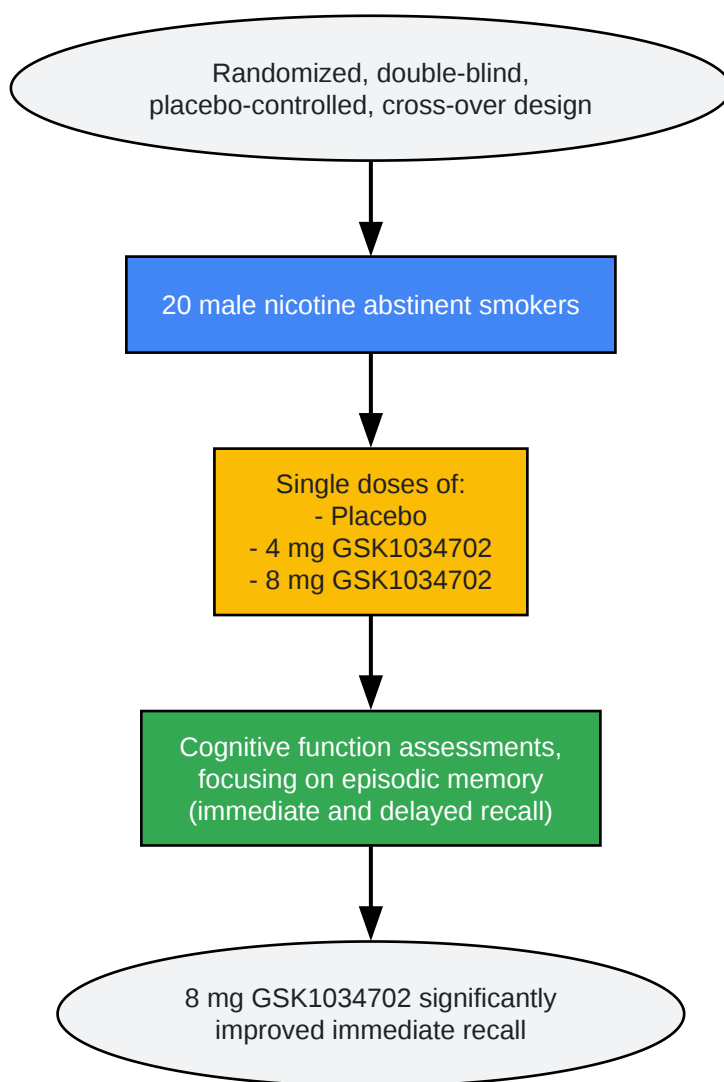 Randomized, double-blind,
placebo-controlled, cross-over design
20 male nicotine abstinent smokers
Single doses of:
- Placebo
- 4 mg GSK1034702
- 8 mg GSK1034702
Cognitive function assessments,
focusing on episodic memory
(immediate and delayed recall)
8 mg GSK1034702 significantly
improved immediate recall